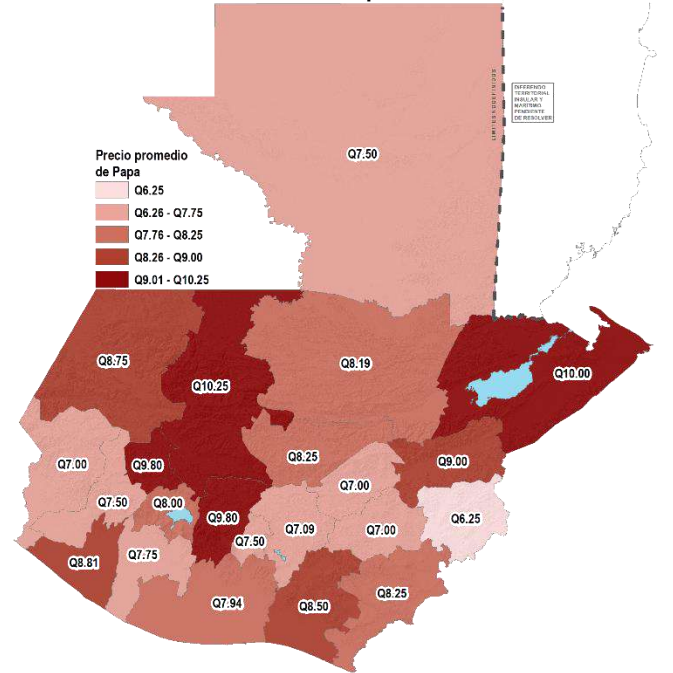 DIFERENDO
TERRITORIAL
INSULAR Y
MARÍTIMO
PENDIENTE
DE RESOLVER
Q7.50
Precio promedio
de Papa
Q6.25
Q6.26 - Q7.75
Q7.76 - Q8.25
Q8.26 - Q9.00
Q9.01 - Q10.25
Q8.75
Q10.25
Q8.19
Q10.00
Q7.00
Q9.80
Q8.25
Q9.00
Q7.00
Q7.50
Q8.00
Q9.80
Q7.50
Q7.09
Q7.00
Q6.25
Q8.81
Q7.75
Q7.94
Q8.50
Q8.25